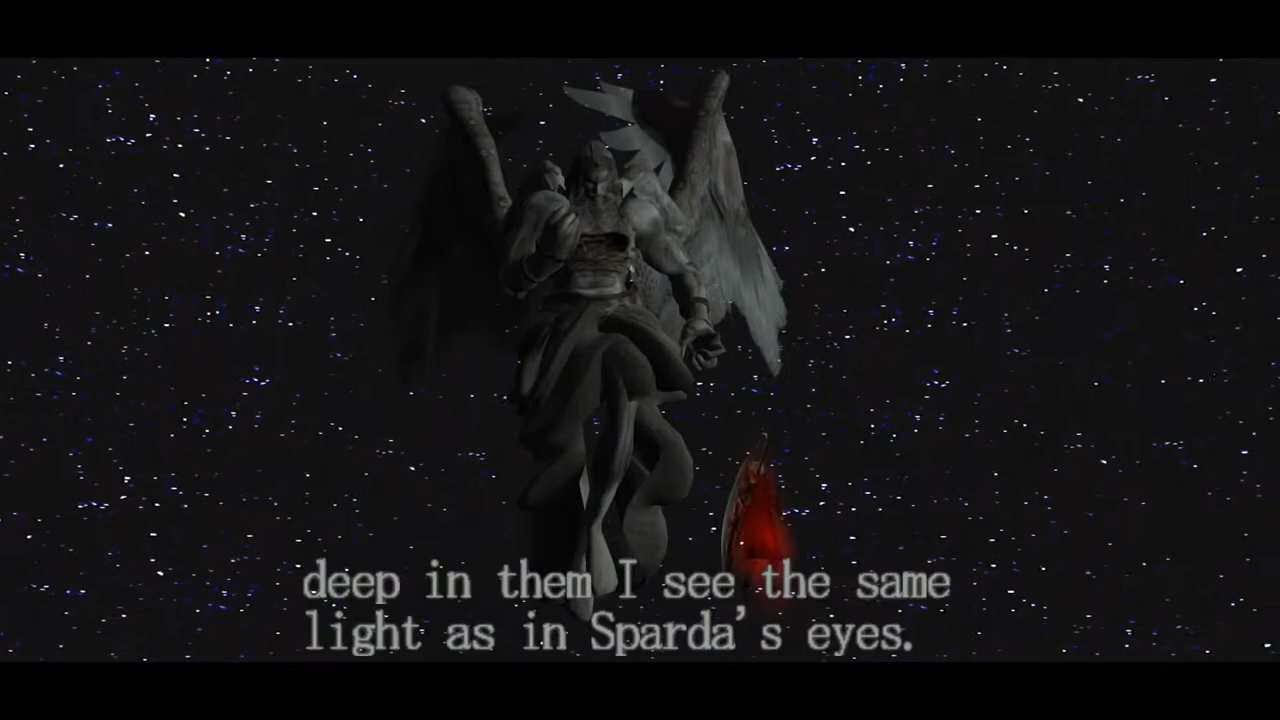 deep in them I see the same
light as in Sparda's eyes.